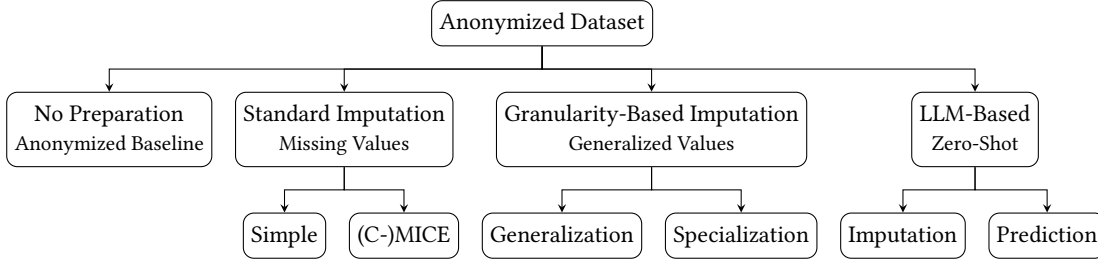 Anonymized Dataset
No Preparation
Anonymized Baseline
Standard Imputation
Missing Values
Granularity-Based Imputation
Generalized Values
LLM-Based
Zero-Shot
Simple
(C-)MICE
Generalization
Specialization
Imputation
Prediction